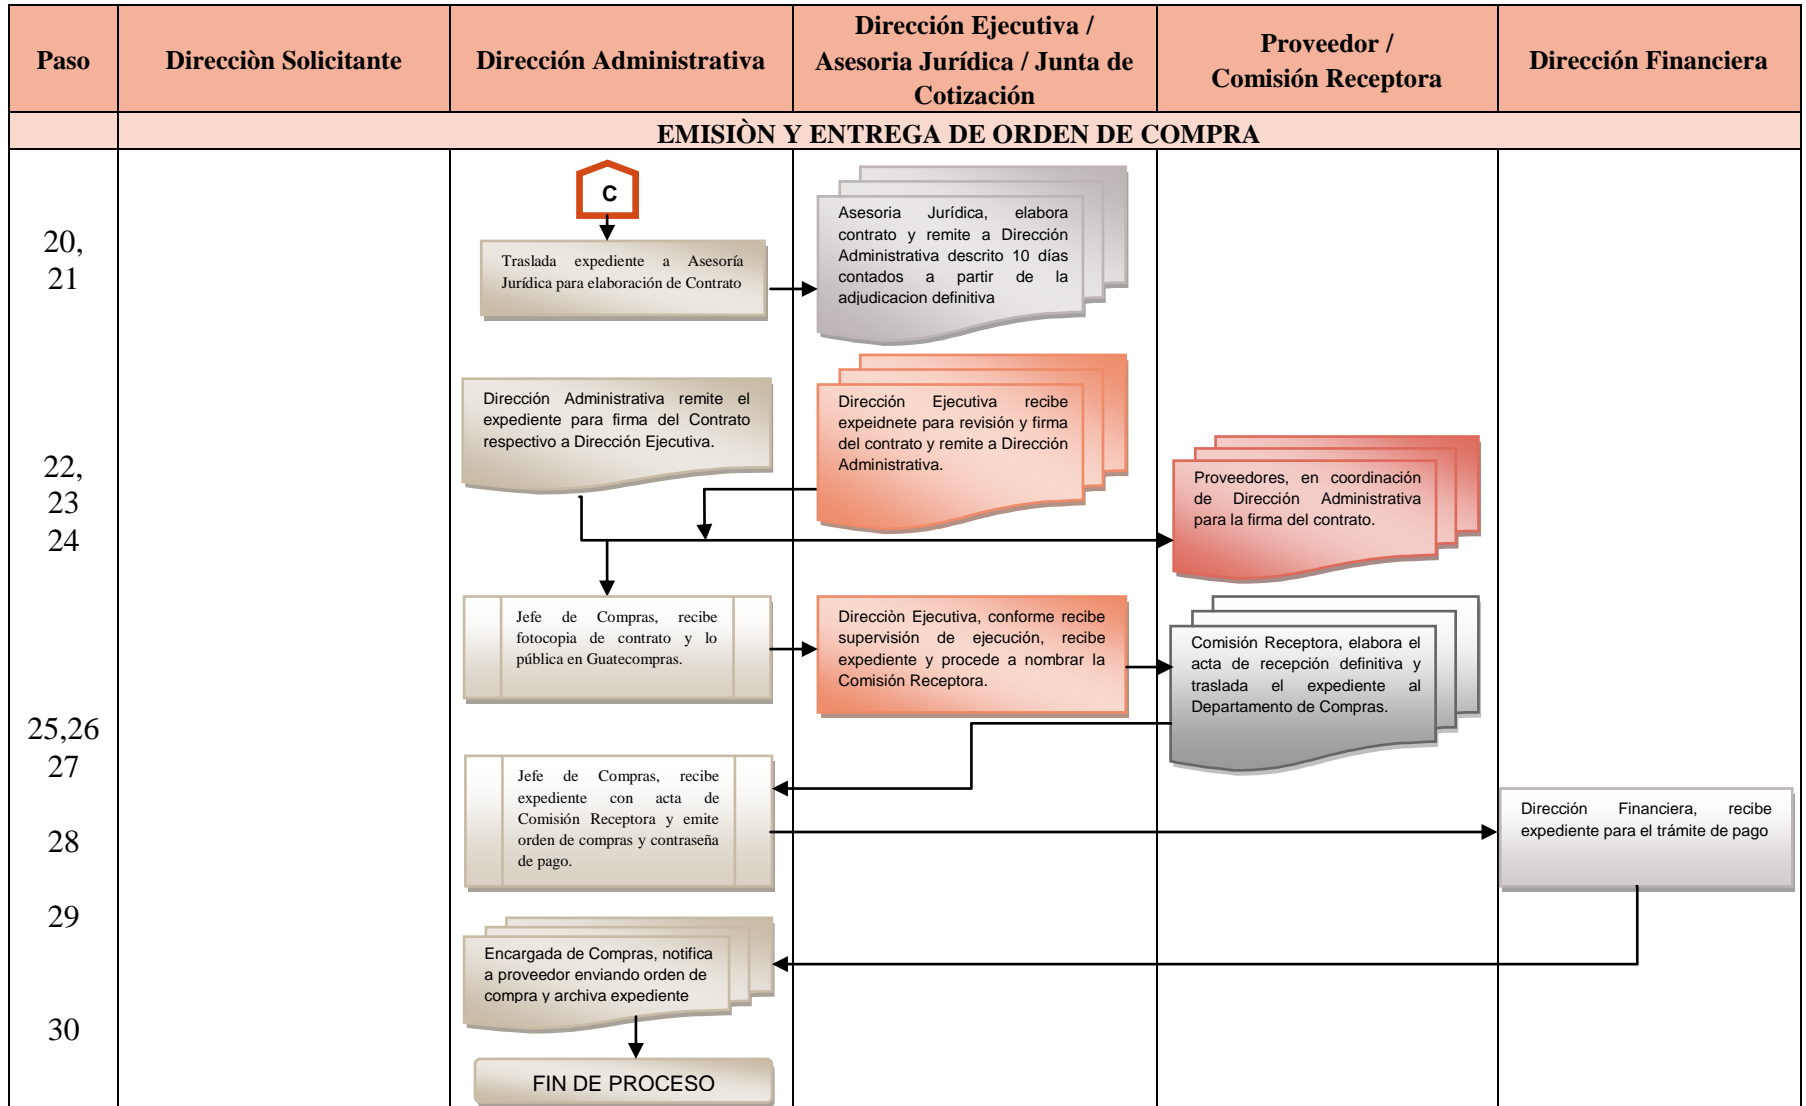 Paso
Direcciòn Solicitante
Dirección Administrativa
Dirección Ejecutiva /
Asesoria Jurídica / Junta de
Cotización
Proveedor /
Comisión Receptora
Dirección Financiera
EMISIÒN Y ENTREGA DE ORDEN DE COMPRA
20,
21
C
Traslada expediente a Asesoría
Jurídica para elaboración de Contrato
Asesoria Jurídica, elabora
contrato y remite a Dirección
Administrativa descrito 10 días
contados a partir de la
adjudicacion definitiva
22,
23
24
Dirección Administrativa remite el
expediente para firma del Contrato
respectivo a Dirección Ejecutiva.
Dirección Ejecutiva recibe
expeidnete para revisión y firma
del contrato y remite a Dirección
Administrativa.
Proveedores, en coordinación
de Dirección Administrativa
para la firma del contrato.
Jefe de Compras, recibe
fotocopia de contrato y lo
pública en Guatecompras.
Direcciòn Ejecutiva, conforme recibe
supervisión de ejecución, recibe
expediente y procede a nombrar la
Comisión Receptora.
Comisión Receptora, elabora el
acta de recepción definitiva y
traslada el expediente al
Departamento de Compras.
25,26
27
28
Jefe de Compras, recibe
expediente con acta de
Comisión Receptora y emite
orden de compras y contraseña
de pago.
Dirección Financiera, recibe
expediente para el trámite de pago
29
Encargada de Compras, notifica
a proveedor enviando orden de
compra y archiva expediente
30
FIN DE PROCESO